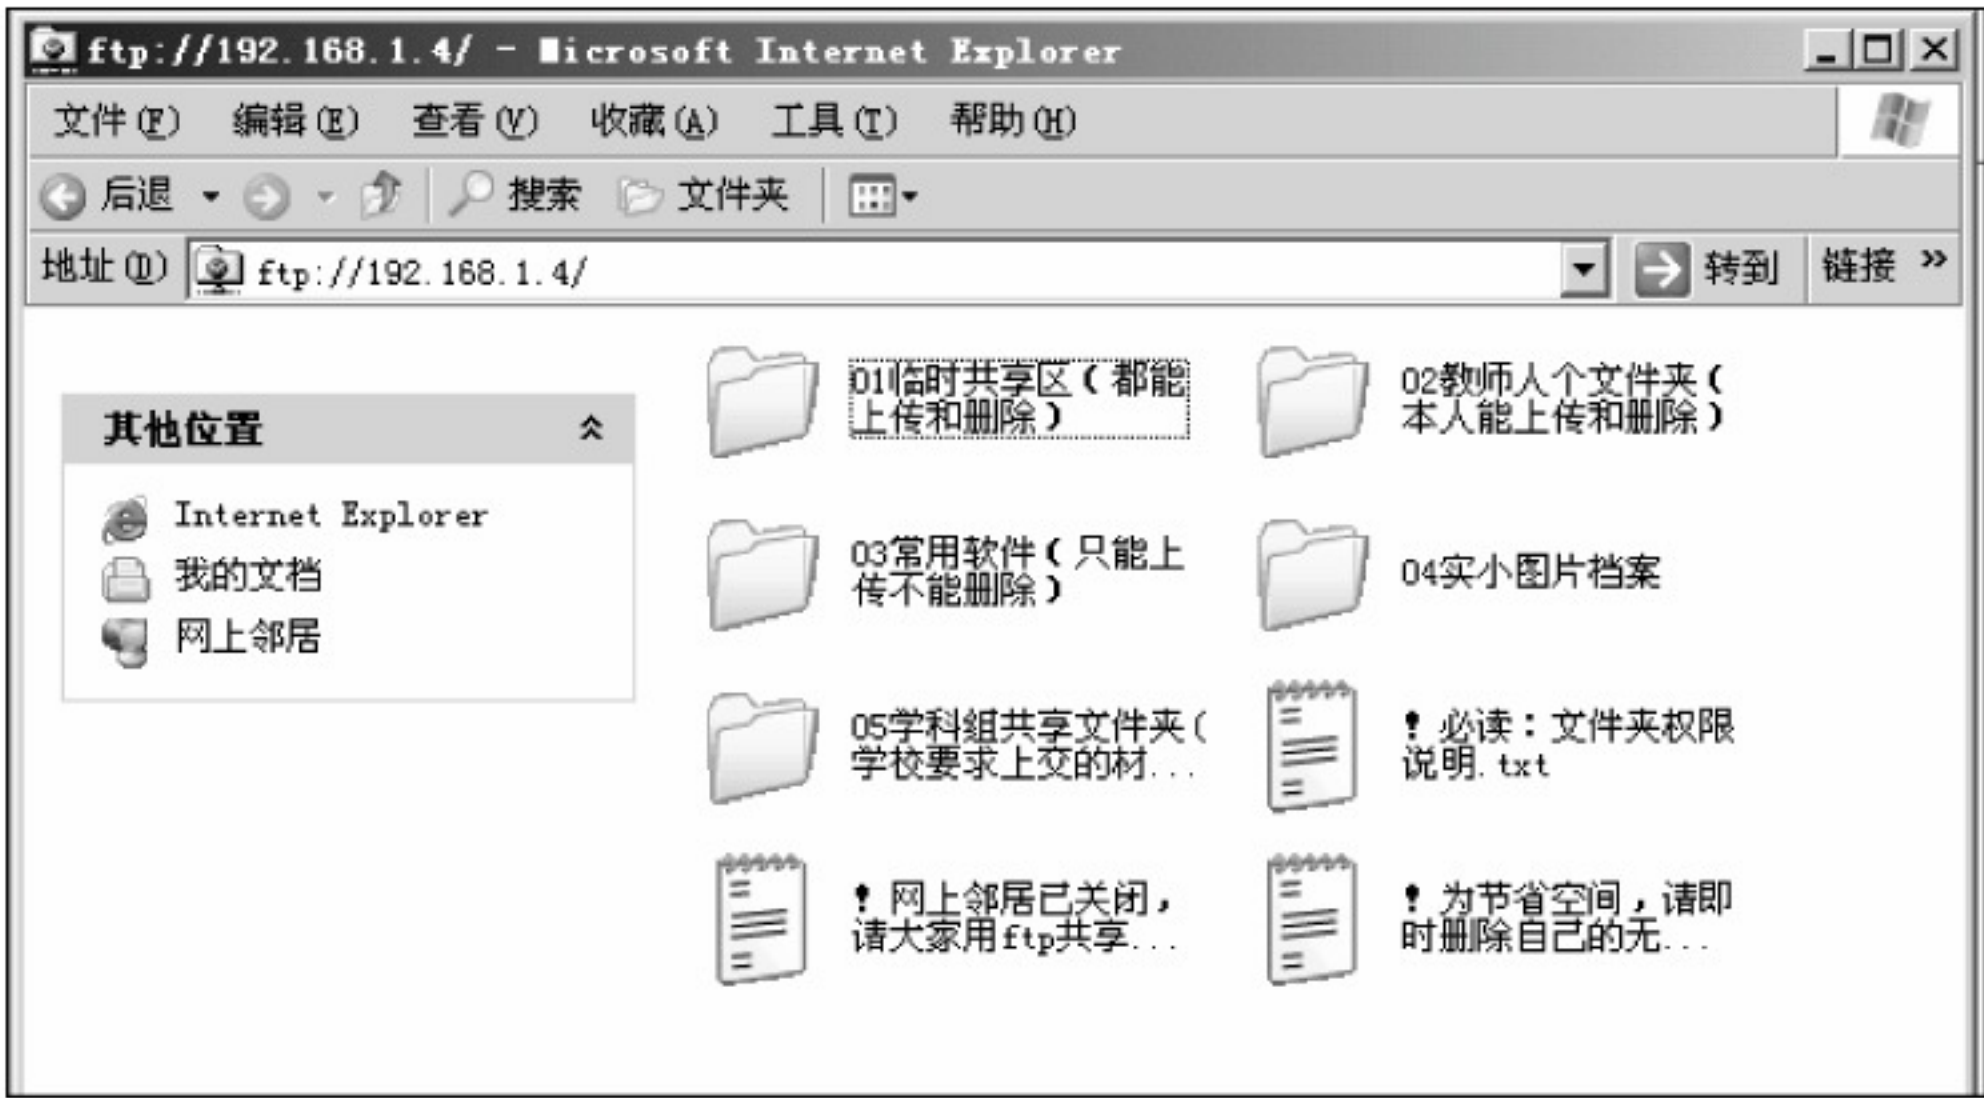 ftp://192.168.1.4/ - Microsoft Internet Explorer
文件(F) 编辑(E) 查看(V) 收藏(A) 工具(T) 帮助(H)
后退 搜索 文件夹
地址(D) ftp://192.168.1.4/ 转到 链接 »
其他位置
Internet Explorer
我的文档
网上邻居
01临时共享区(都能
上传和删除)
02教师人个文件夹(
本人能上传和删除)
03常用软件(只能上
传不能删除)
04实小图片档案
05学科组共享文件夹(
学校要求上交的材...
！必读：文件夹权限
说明.txt
！网上邻居已关闭，
请大家用ftp共享...
！为节省空间，请即
时删除自己的无...